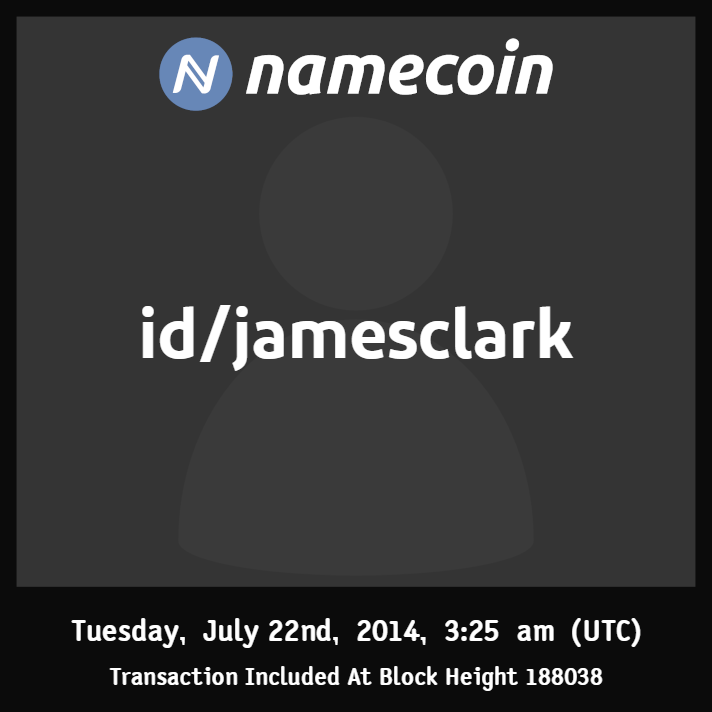 namecoin
id/jamesclark
Tuesday, July 22nd, 2014, 3:25 am (UTC)
Transaction Included At Block Height 188038